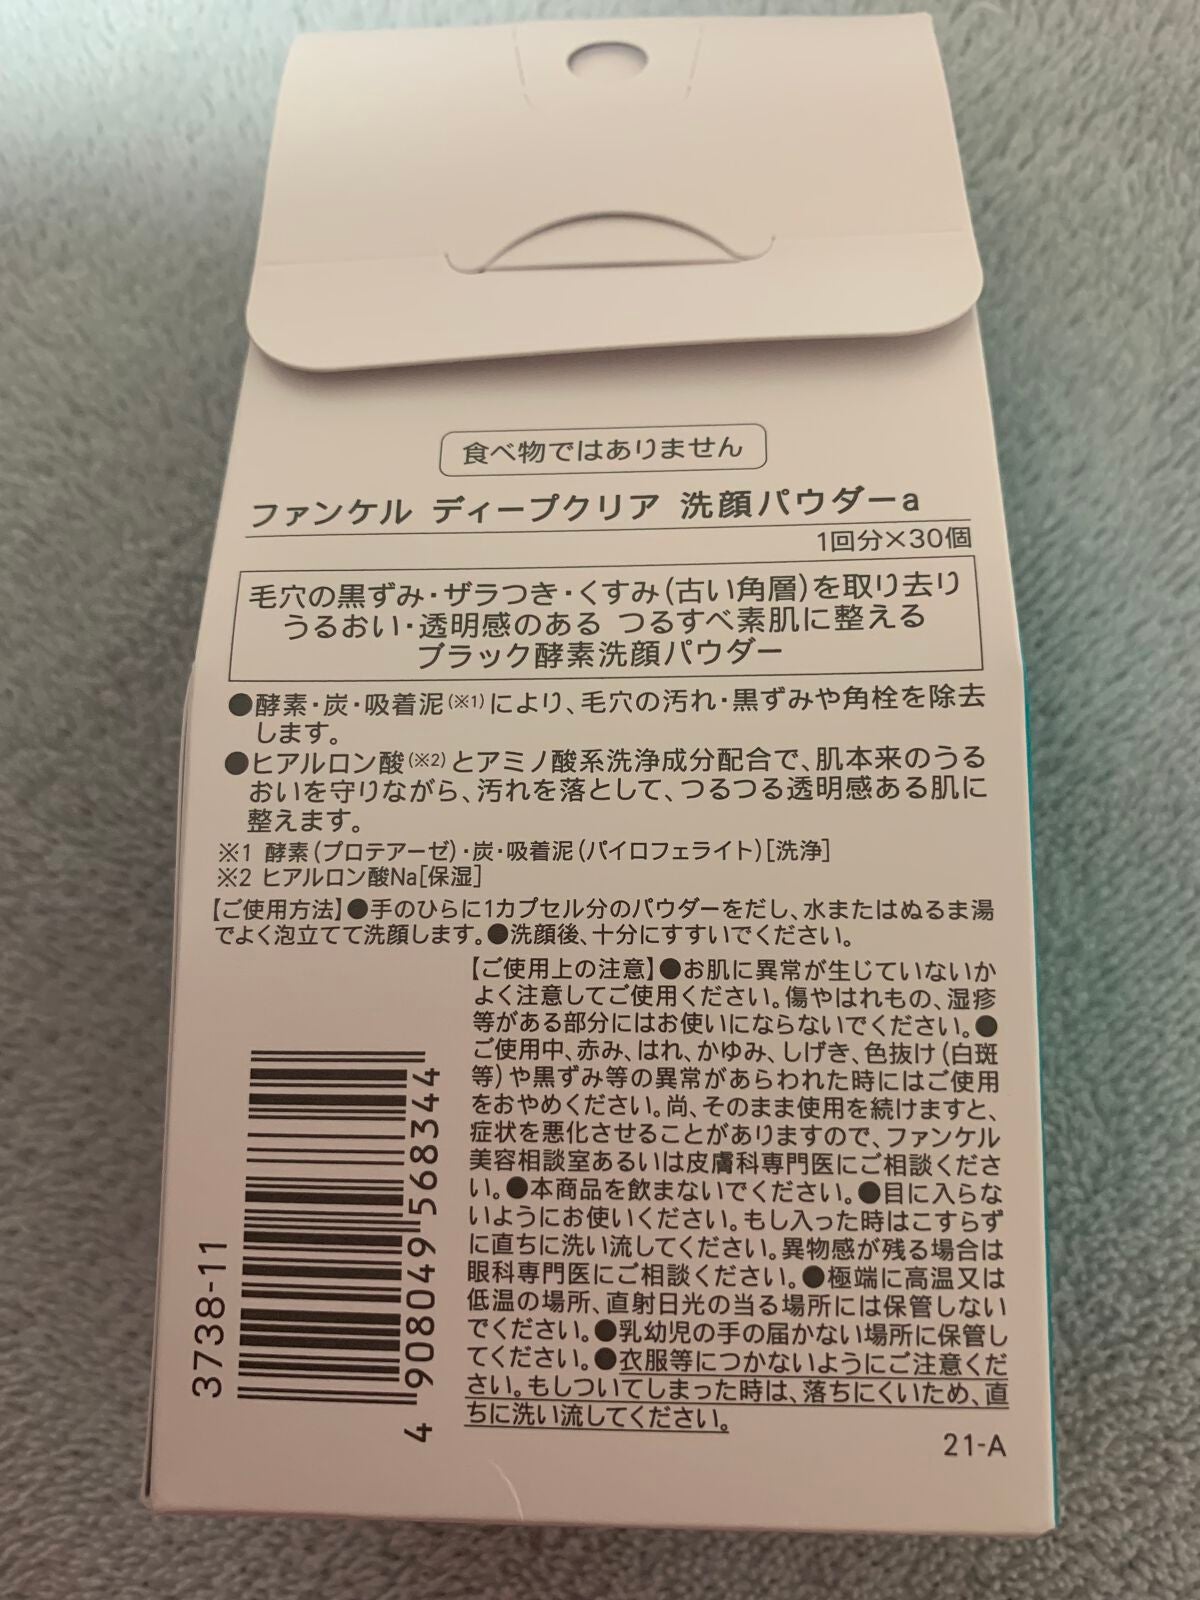 食べ物ではありません
ファンケル ディープクリア 洗顔パウダーa
1回分×30個
毛穴の黒ずみ・ザラつき・くすみ(古い角層)を取り去り
うるおい・透明感のある つるすべ素肌に整える
ブラック酵素洗顔パウダー
●酵素・炭・吸着泥(※1)により、毛穴の汚れ・黒ずみや角栓を除去
します。
●ヒアルロン酸(※2)とアミノ酸系洗浄成分配合で、肌本来のうる
おいを守りながら、汚れを落として、つるつる透明感ある肌に
整えます。
※1 酵素(プロテアーゼ)・炭・吸着泥(パイロフェライト)[洗浄]
※2 ヒアルロン酸Na[保湿]
【ご使用方法】●手のひらに1カプセル分のパウダーをだし、水またはぬるま湯
でよく泡立てて洗顔します。●洗顔後、十分にすすいでください。
【ご使用上の注意】●お肌に異常が生じていないか
よく注意してご使用ください。傷やはれもの、湿疹
等がある部分にはお使いにならないでください。●
ご使用中、赤み、はれ、かゆみ、しげき、色抜け(白斑
等)や黒ずみ等の異常があらわれた時にはご使用
をおやめください。尚、そのまま使用を続けますと、
症状を悪化させることがありますので、ファンケル
美容相談室あるいは皮膚科専門医にご相談くださ
い。●本商品を飲まないでください。●目に入らな
いようにお使いください。もし入った時はこすらず
に直ちに洗い流してください。異物感が残る場合は
眼科専門医にご相談ください。●極端に高温又は
低温の場所、直射日光の当る場所には保管しない
でください。●乳幼児の手の届かない場所に保管し
てください。●衣服等につかないようにご注意くだ
さい。もしついてしまった時は、落ちにくいため、直
ちに洗い流してください。
3738-11
4 908049 568344
21-A